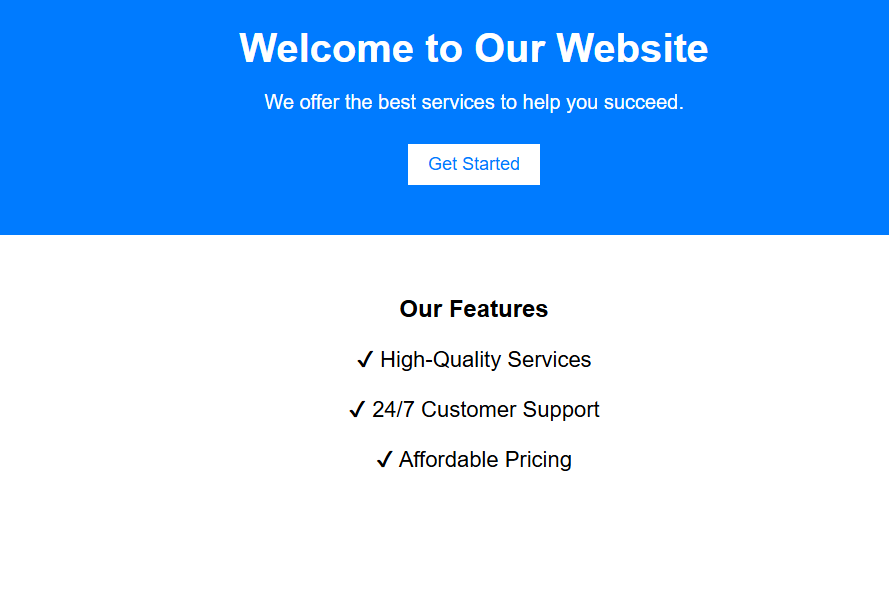 Welcome to Our Website
We offer the best services to help you succeed.
Get Started
Our Features
✔ High-Quality Services
✔ 24/7 Customer Support
✔ Affordable Pricing